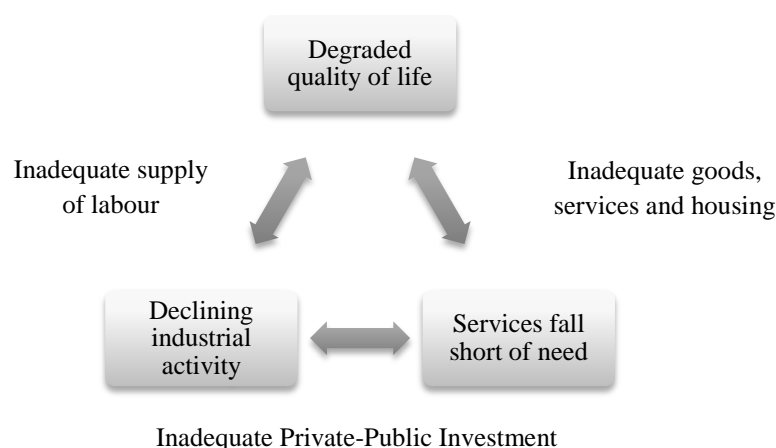 Degraded
quality of life
Inadequate supply
of labour
Inadequate goods,
services and housing
Declining
industrial
activity
Services fall
short of need
Inadequate Private-Public Investment